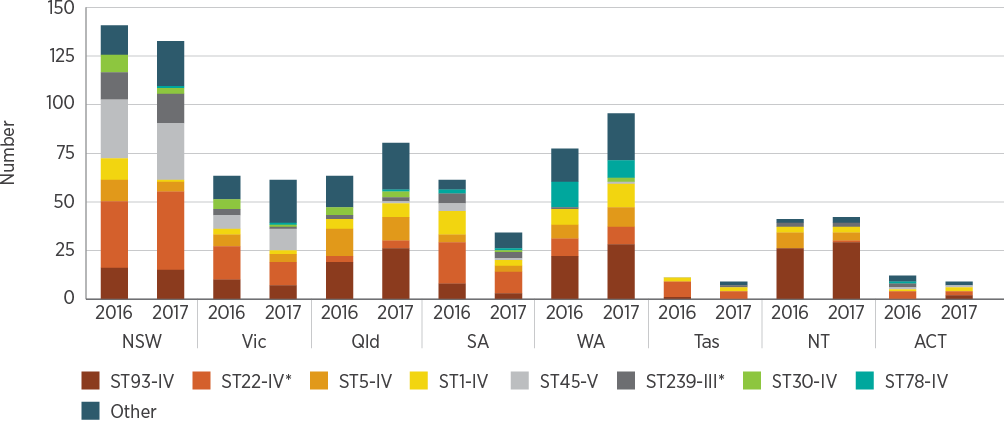 150
125
100
75
50
25
0
Number
2016 2017 2016 2017 2016 2017 2016 2017 2016 2017 2016 2017 2016 2017 2016 2017
NSW Vic Qld SA WA Tas NT ACT
ST93-IV ST22-IV* ST5-IV ST1-IV ST45-V ST239-III* ST30-IV ST78-IV
Other